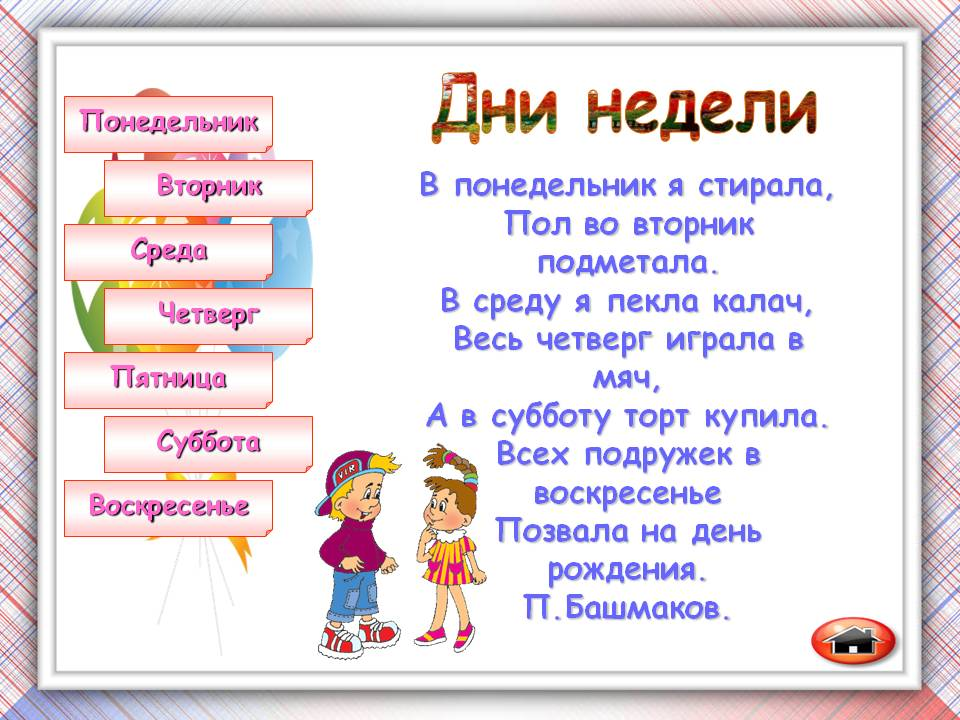 Дни недели
Понедельник
Вторник
Среда
Четверг
Пятница
Суббота
Воскресенье
В понедельник я стирала,
Пол во вторник
подметала.
В среду я пекла калач,
Весь четверг играла в
мяч,
А в субботу торт купила.
Всех подружек в
воскресенье
Позвала на день
рождения.
П.Башмаков.
VIR